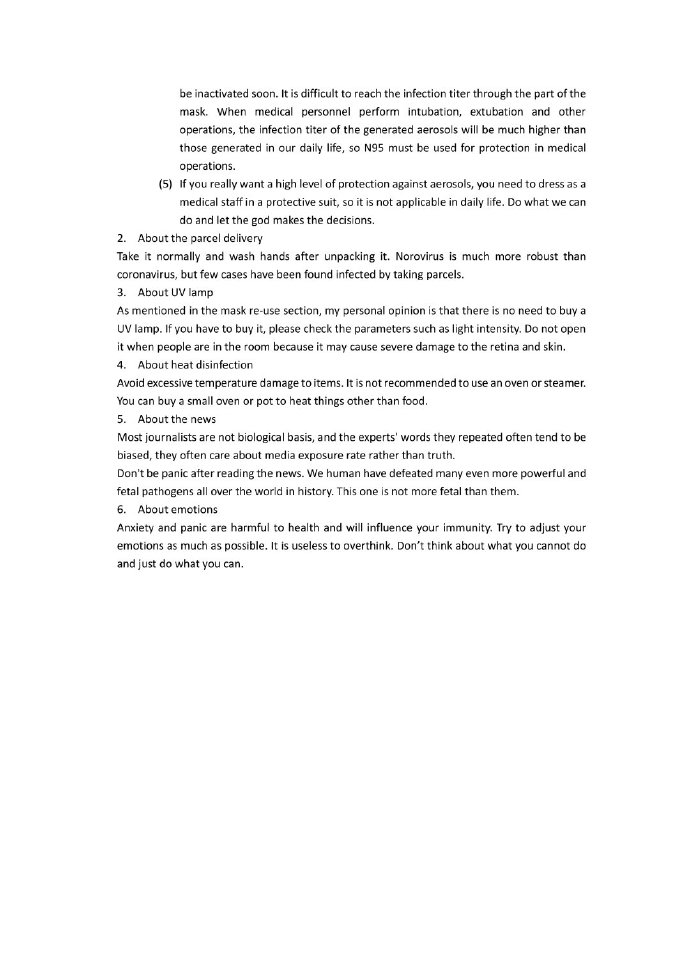 be inactivated soon. It is difficult to reach the infection titer through the part of the
mask. When medical personnel perform intubation, extubation and other
operations, the infection titer of the generated aerosols will be much higher than
those generated in our daily life, so N95 must be used for protection in medical
operations.
(5) If you really want a high level of protection against aerosols, you need to dress as a
medical staff in a protective suit, so it is not applicable in daily life. Do what we can
do and let the god makes the decisions.
2. About the parcel delivery
Take it normally and wash hands after unpacking it. Norovirus is much more robust than
coronavirus, but few cases have been found infected by taking parcels.
3. About UV lamp
As mentioned in the mask re-use section, my personal opinion is that there is no need to buy a
UV lamp. If you have to buy it, please check the parameters such as light intensity. Do not open
it when people are in the room because it may cause severe damage to the retina and skin.
4. About heat disinfection
Avoid excessive temperature damage to items. It is not recommended to use an oven or steamer.
You can buy a small oven or pot to heat things other than food.
5. About the news
Most journalists are not biological basis, and the experts' words they repeated often tend to be
biased, they often care about media exposure rate rather than truth.
Don't be panic after reading the news. We human have defeated many even more powerful and
fetal pathogens all over the world in history. This one is not more fetal than them.
6. About emotions
Anxiety and panic are harmful to health and will influence your immunity. Try to adjust your
emotions as much as possible. It is useless to overthink. Don’t think about what you cannot do
and just do what you can.